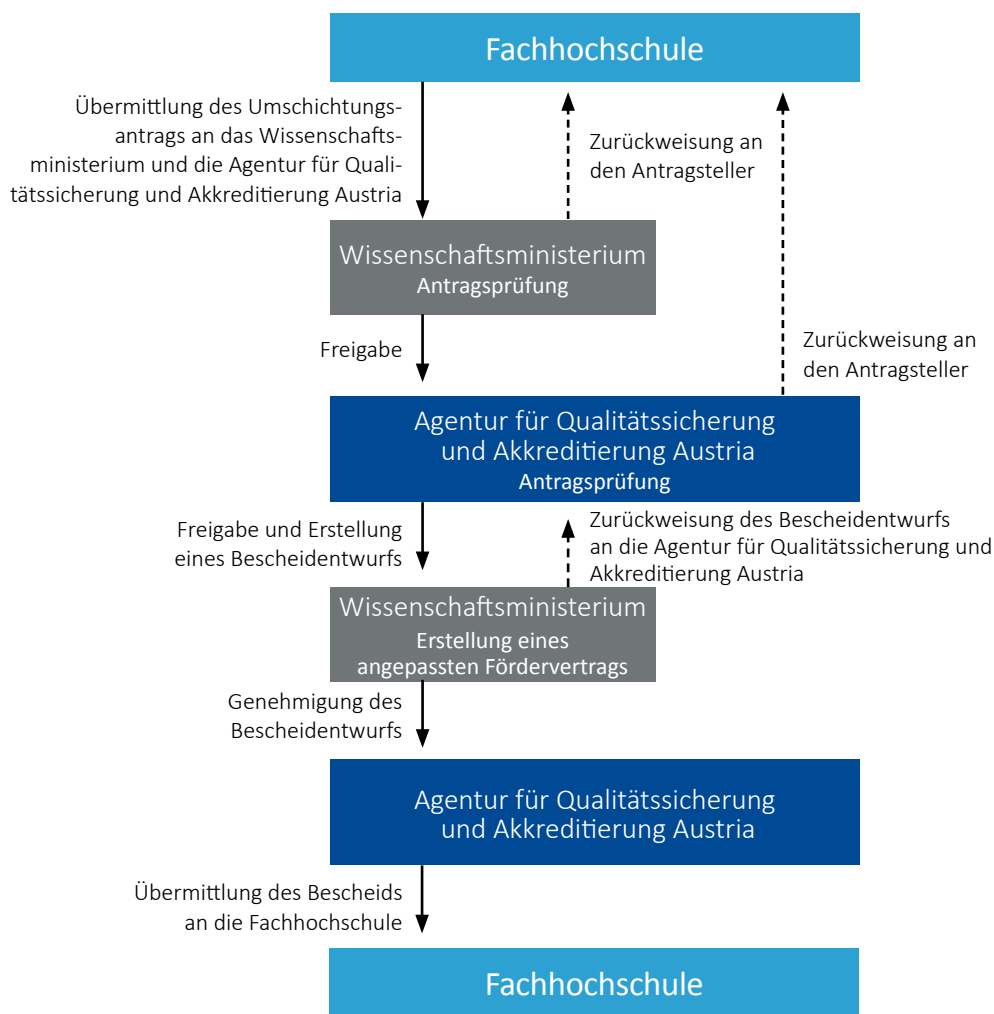 Fachhochschule
Übermittlung des Umschichtungs-
antrags an das Wissenschafts-
ministerium und die Agentur für Quali-
tätssicherung und Akkreditierung Austria
Zurückweisung an
den Antragsteller
Wissenschaftsministerium
Antragsprüfung
Freigabe
Zurückweisung an
den Antragsteller
Agentur für Qualitätssicherung
und Akkreditierung Austria
Antragsprüfung
Freigabe und Erstellung
eines Bescheidentwurfs
Zurückweisung des Bescheidentwurfs
an die Agentur für Qualitätssicherung und
Akkreditierung Austria
Wissenschaftsministerium
Erstellung eines
angepassten Fördervertrags
Genehmigung des
Bescheidentwurfs
Agentur für Qualitätssicherung
und Akkreditierung Austria
Übermittlung des Bescheids
an die Fachhochschule
Fachhochschule